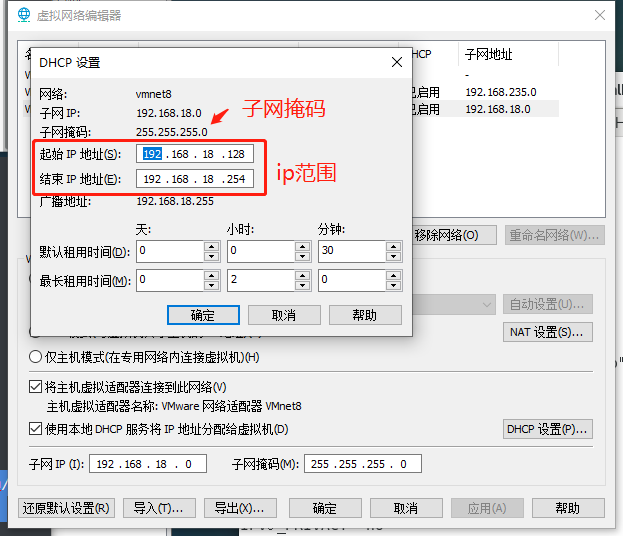 虚拟网络编辑器
DHCP 设置
HCP 子网地址
-
已启用 192.168.235.0
已启用 192.168.18.0
网络: vmnet8
子网 IP: 192.168.18.0
子网掩码: 255.255.255.0
子网掩码
起始 IP 地址(S): 192 . 168 . 18 . 128
结束 IP 地址(E): 192 . 168 . 18 . 254
ip范围
广播地址: 192.168.18.255
天: 小时: 分钟:
默认租用时间(D): 0 0 30
最长租用时间(M): 0 2 0
确定 取消 帮助
移除网络(O) 重命名网络(W)...
自动设置(U)...
NAT 设置(S)...
仅主机模式(在专用网络内连接虚拟机)(H)
将主机虚拟适配器连接到此网络(V)
主机虚拟适配器名称: VMware 网络适配器 VMnet8
使用本地 DHCP 服务将 IP 地址分配给虚拟机(D) DHCP 设置(P)...
子网 IP (I): 192 . 168 . 18 . 0 子网掩码(M): 255 . 255 . 255 . 0
还原默认设置(R) 导入(T)... 导出(X)... 确定 取消 应用(A) 帮助